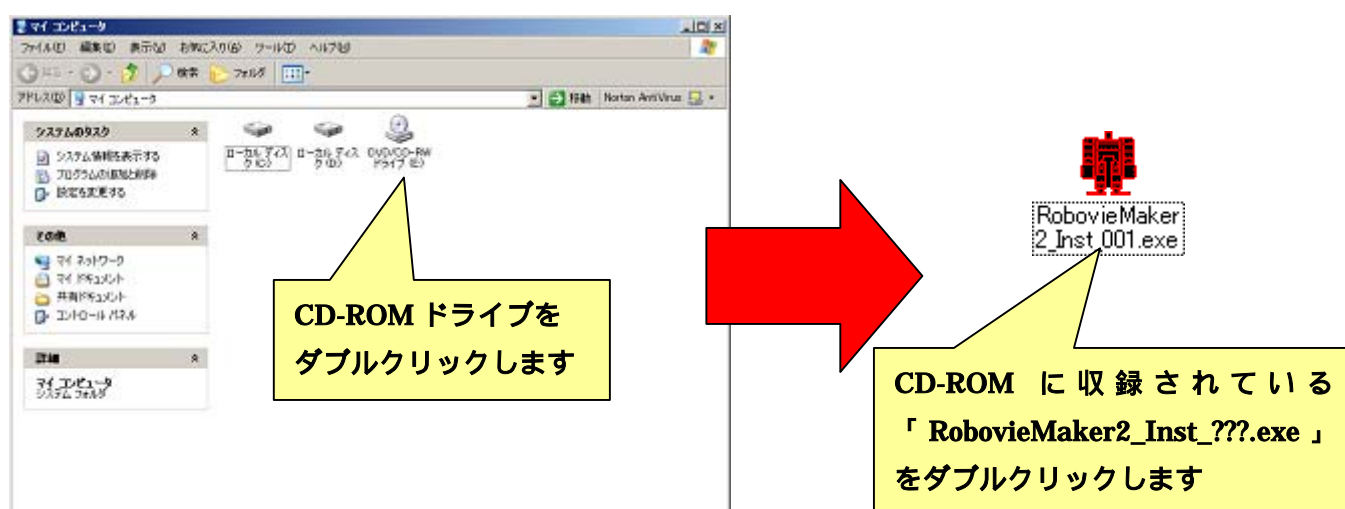 マイ コンピュータ
ファイル(F) 編集(E) 表示(V) お気に入り(A) ツール(T) ヘルプ(H)
検索 フォルダ
アドレス(D) マイ コンピュータ 移動 Norton AntiVirus
システムのタスク
システム情報を表示する
プログラムの追加と削除
設定を変更する
その他
マイ ネットワーク
マイ ドキュメント
共有ドキュメント
コントロール パネル
詳細
マイ コンピュータ
システム フォルダ
ローカル ディスク (C:)
ローカル ディスク (D:)
DVD/CD-RW
ドライブ (E:)
CD-ROM ドライブを
ダブルクリックします
RobovieMaker
2_Inst_001.exe
CD-ROM に収録されている
「RobovieMaker2_Inst_???.exe」
をダブルクリックします